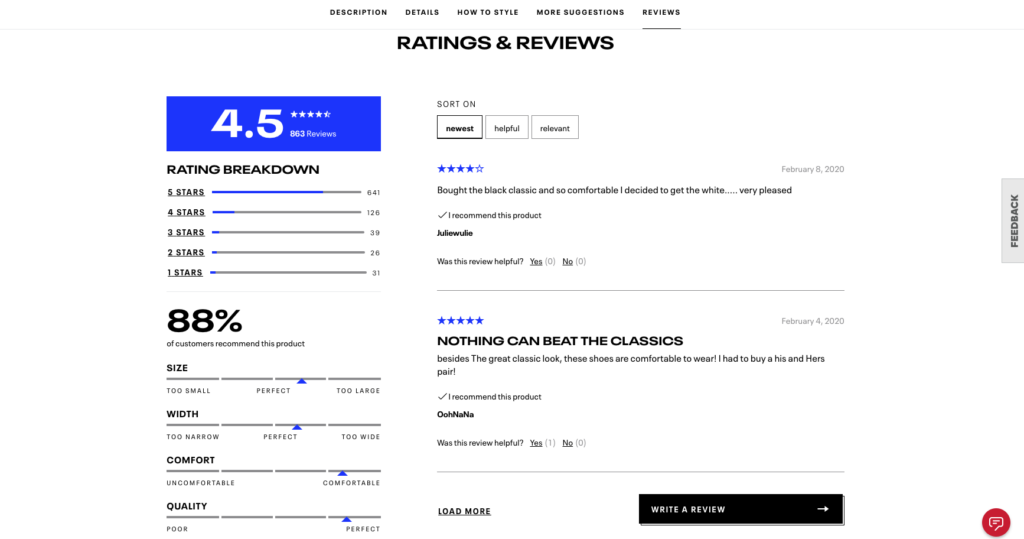 DESCRIPTION DETAILS HOW TO STYLE MORE SUGGESTIONS REVIEWS
RATINGS & REVIEWS
4.5
863 Reviews
RATING BREAKDOWN
5 STARS 641
4 STARS 126
3 STARS 39
2 STARS 26
1 STARS 31
88%
of customers recommend this product
SIZE
TOO SMALL PERFECT TOO LARGE
WIDTH
TOO NARROW PERFECT TOO WIDE
COMFORT
UNCOMFORTABLE COMFORTABLE
QUALITY
POOR PERFECT
SORT ON
newest helpful relevant
February 8, 2020
Bought the black classic and so comfortable I decided to get the white..... very pleased
I recommend this product
Juliewulie
Was this review helpful? Yes (0) No (0)
February 4, 2020
NOTHING CAN BEAT THE CLASSICS
besides The great classic look, these shoes are comfortable to wear! I had to buy a his and Hers
pair!
I recommend this product
OohNaNa
Was this review helpful? Yes (1) No (0)
LOAD MORE
WRITE A REVIEW
FEEDBACK